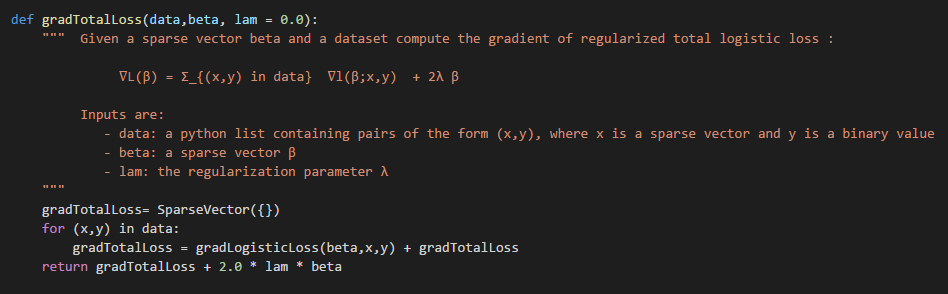 def gradTotalLoss(data,beta, lam = 0.0):
    """  Given a sparse vector beta and a dataset compute the gradient of regularized total logistic loss :

              ∇L(β) = Σ_{(x,y) in data}  ∇l(β;x,y)  + 2λ β

         Inputs are:
            - data: a python list containing pairs of the form (x,y), where x is a sparse vector and y is a binary value
            - beta: a sparse vector β
            - lam: the regularization parameter λ
    """
    gradTotalLoss= SparseVector({})
    for (x,y) in data:
        gradTotalLoss = gradLogisticLoss(beta,x,y) + gradTotalLoss
    return gradTotalLoss + 2.0 * lam * beta